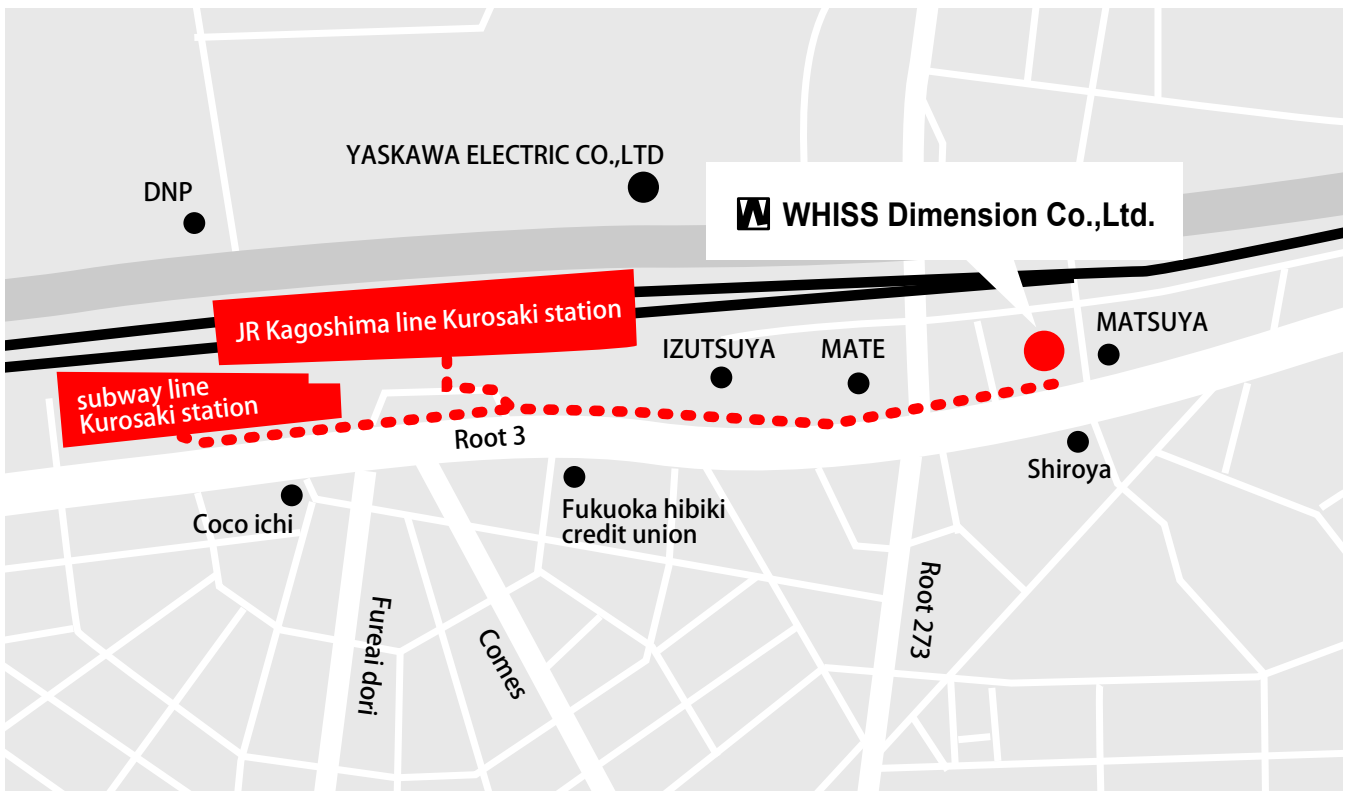 YASKAWA ELECTRIC CO.,LTD
DNP
WHISS Dimension Co.,Ltd.
JR Kagoshima line Kurosaki station
MATSUYA
IZUTSUYA
MATE
subway line
Kurosaki station
Root 3
Shiroya
Coco ichi
Fukuoka hibiki
credit union
Root 273
Fureai dori
Comes